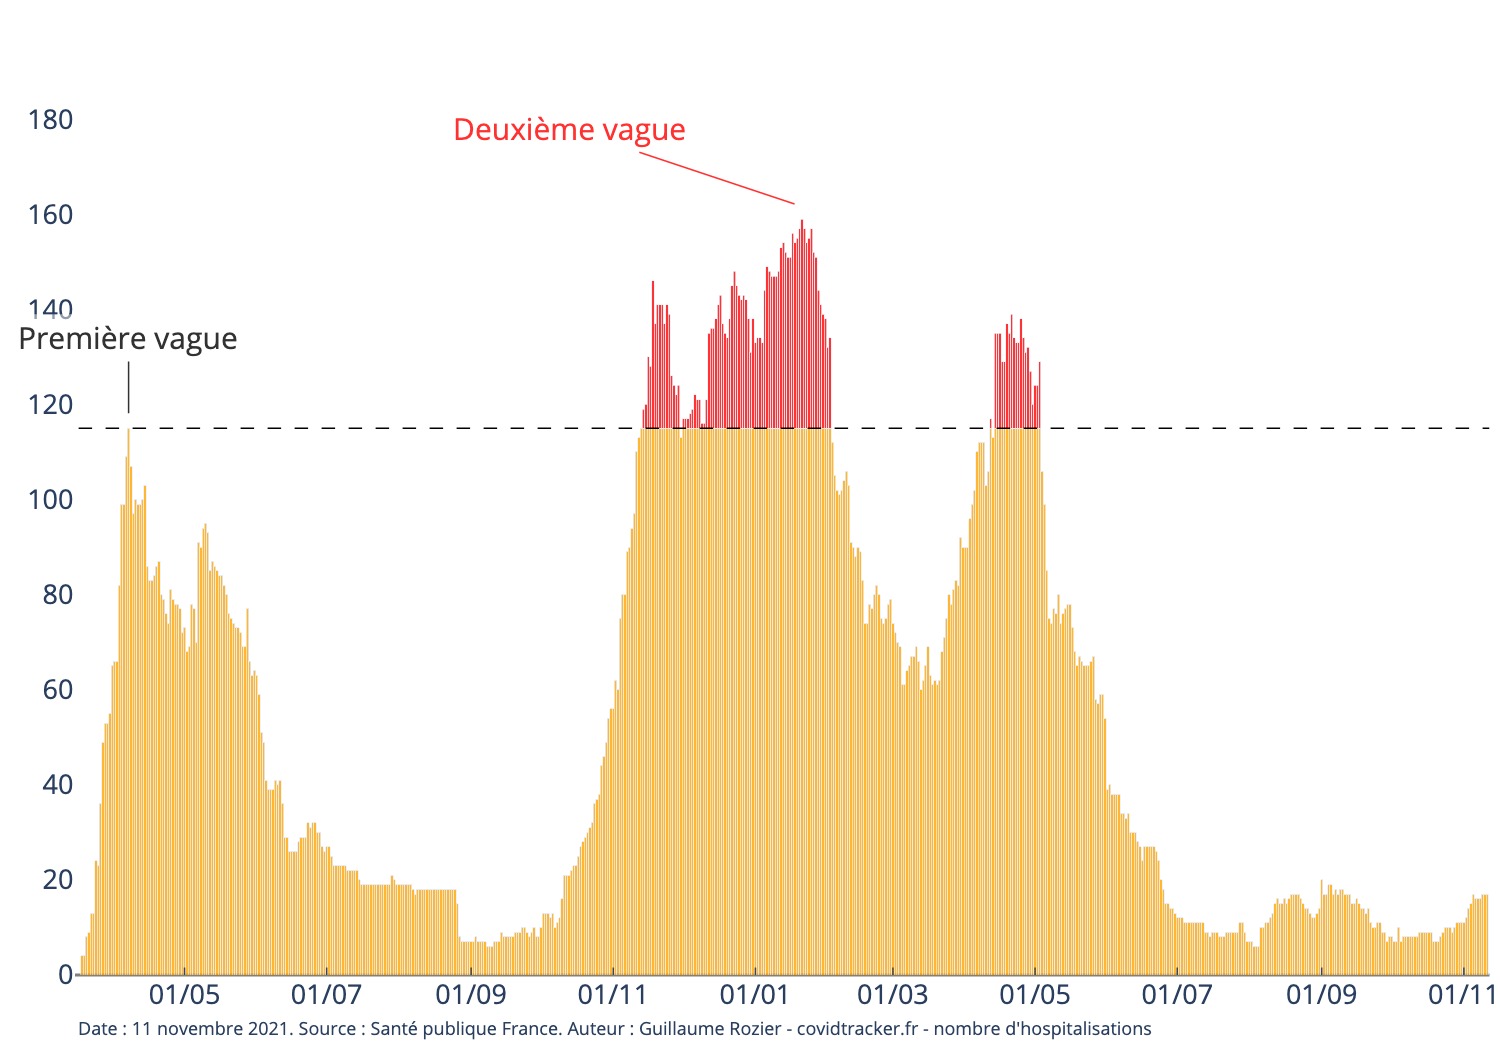 180
Deuxième vague
160
140
Première vague
120
100
80
60
40
20
0
01/05 01/07 01/09 01/11 01/01 01/03 01/05 01/07 01/09 01/11
Date : 11 novembre 2021. Source : Santé publique France. Auteur : Guillaume Rozier - covidtracker.fr - nombre d'hospitalisations